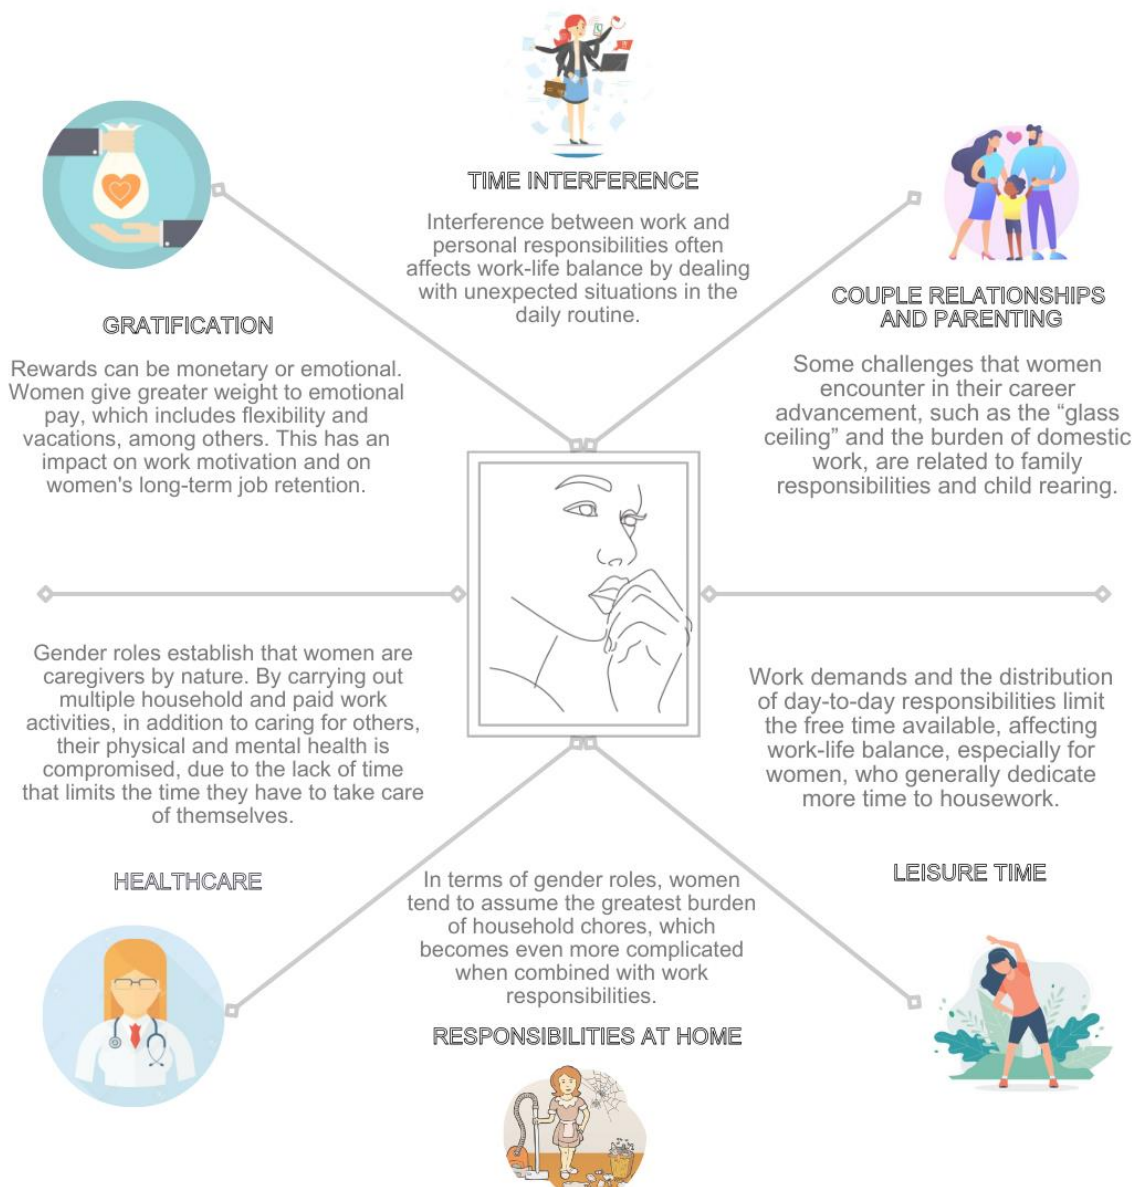 TIME INTERFERENCE
Interference between work and
personal responsibilities often
affects work-life balance by dealing
with unexpected situations in the
daily routine.
GRATIFICATION
Rewards can be monetary or emotional.
Women give greater weight to emotional
pay, which includes flexibility and
vacations, among others. This has an
impact on work motivation and on
women's long-term job retention.
COUPLE RELATIONSHIPS
AND PARENTING
Some challenges that women
encounter in their career
advancement, such as the “glass
ceiling” and the burden of domestic
work, are related to family
responsibilities and child rearing.
Gender roles establish that women are
caregivers by nature. By carrying out
multiple household and paid work
activities, in addition to caring for others,
their physical and mental health is
compromised, due to the lack of time
that limits the time they have to take care
of themselves.
HEALTHCARE
Work demands and the distribution
of day-to-day responsibilities limit
the free time available, affecting
work-life balance, especially for
women, who generally dedicate
more time to housework.
LEISURE TIME
In terms of gender roles, women
tend to assume the greatest burden
of household chores, which
becomes even more complicated
when combined with work
responsibilities.
RESPONSIBILITIES AT HOME